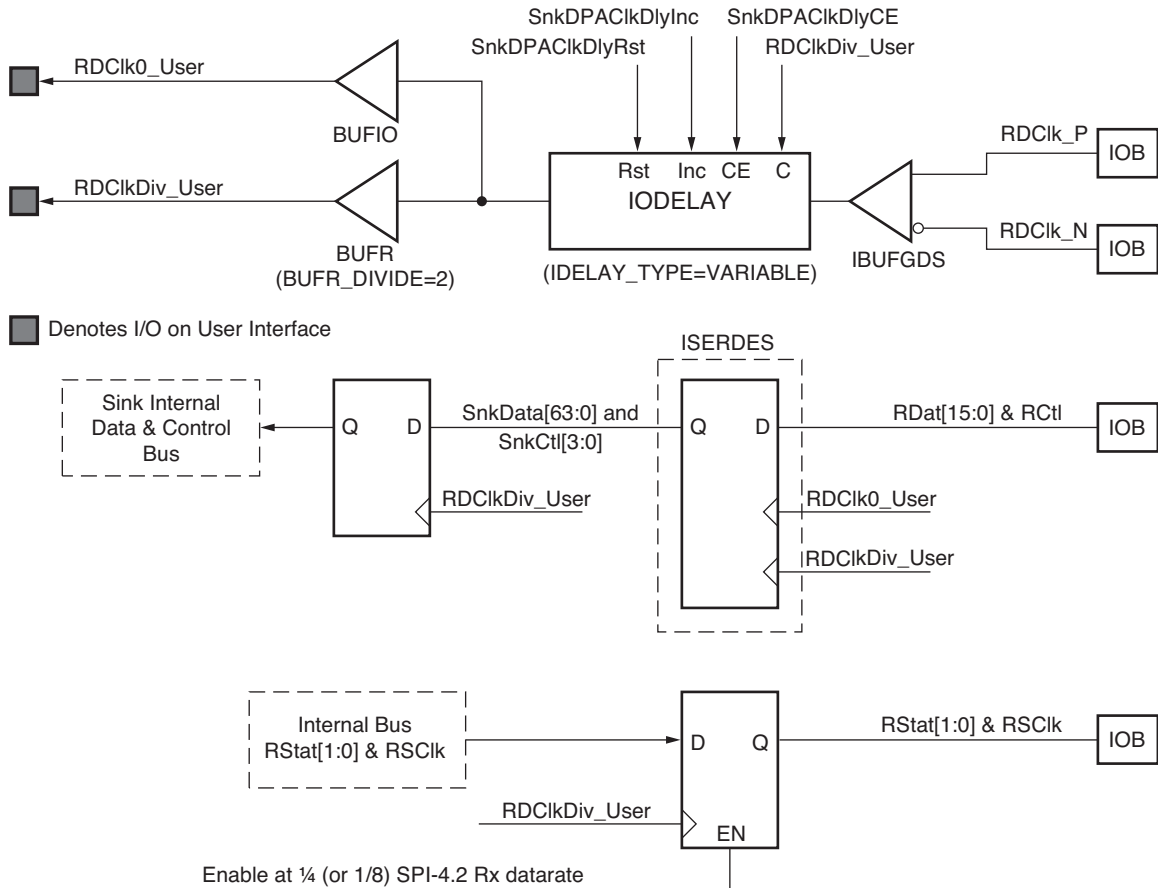 SnkDPAClkDlyInc
SnkDPAClkDlyCE
SnkDPAClkDlyRst
RDClkDiv_User
RDClk0_User
BUFIO
RDClk_P
IOB
Rst Inc CE C
IODELAY
RDClkDiv_User
RDClk_N
IOB
BUFR
(BUFR_DIVIDE=2)
(IDELAY_TYPE=VARIABLE)
IBUFGDS
Denotes I/O on User Interface
ISERDES
Sink Internal
Data & Control
Bus
Q D
SnkData[63:0] and
SnkCtl[3:0]
Q D
RDat[15:0] & RCtl
IOB
RDClkDiv_User
RDClk0_User
RDClkDiv_User
Internal Bus
RStat[1:0] & RSClk
D Q
RStat[1:0] & RSClk
IOB
RDClkDiv_User
EN
Enable at ¼ (or 1/8) SPI-4.2 Rx datarate